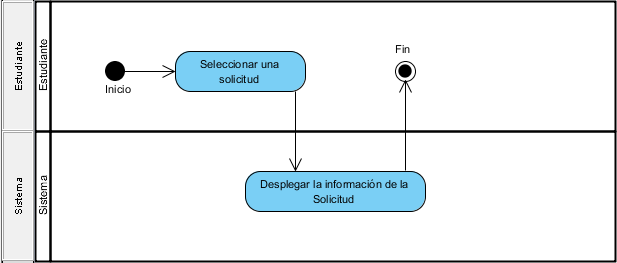 Estudiante
Estudiante
Inicio
Seleccionar una
solicitud
Fin
Sistema
Sistema
Desplegar la información de la
Solicitud